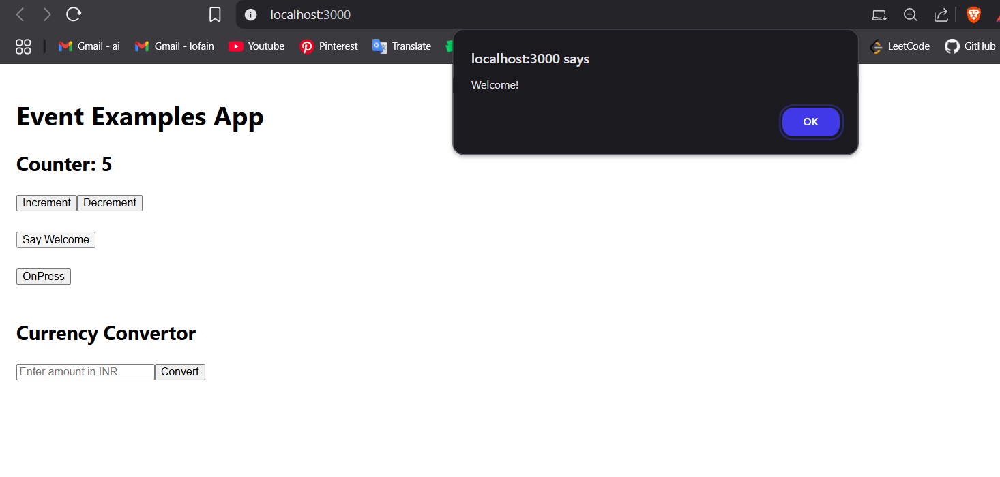 localhost:3000
Gmail - ai Gmail - lofain Youtube Pinterest Translate LeetCode GitHub
localhost:3000 says
Welcome!
OK
Event Examples App
Counter: 5
Increment Decrement
Say Welcome
OnPress
Currency Convertor
Enter amount in INR Convert